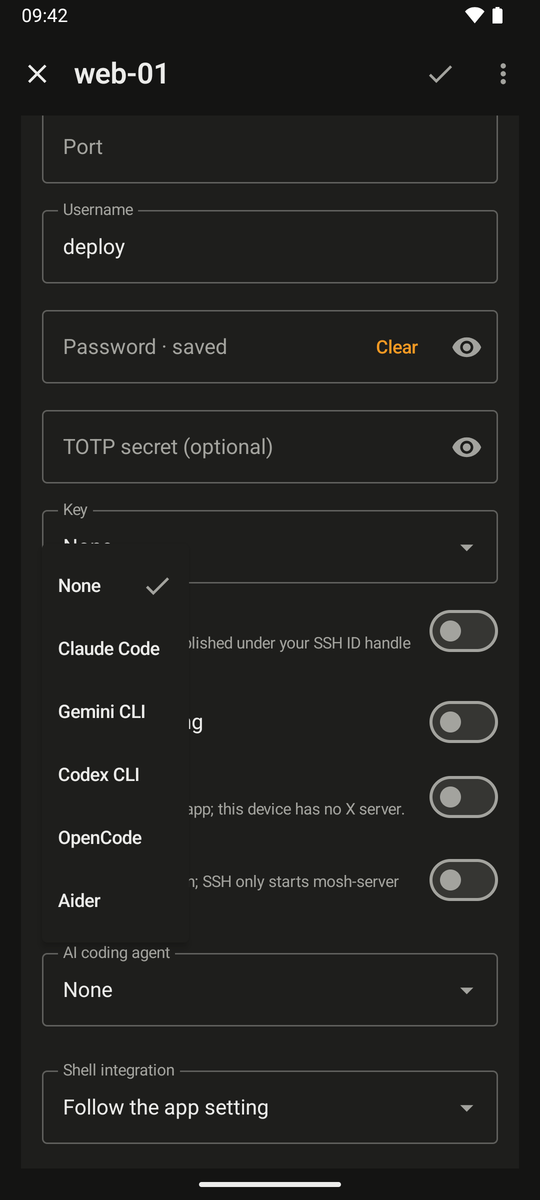 09:42
web-01
Port
Username
deploy
Password · saved
Clear
TOTP secret (optional)
Key
None
Claude Code
under your SSH ID handle
Gemini CLI
Codex CLI
app; this device has no X server.
OpenCode
; SSH only starts mosh-server
Aider
AI coding agent
None
Shell integration
Follow the app setting